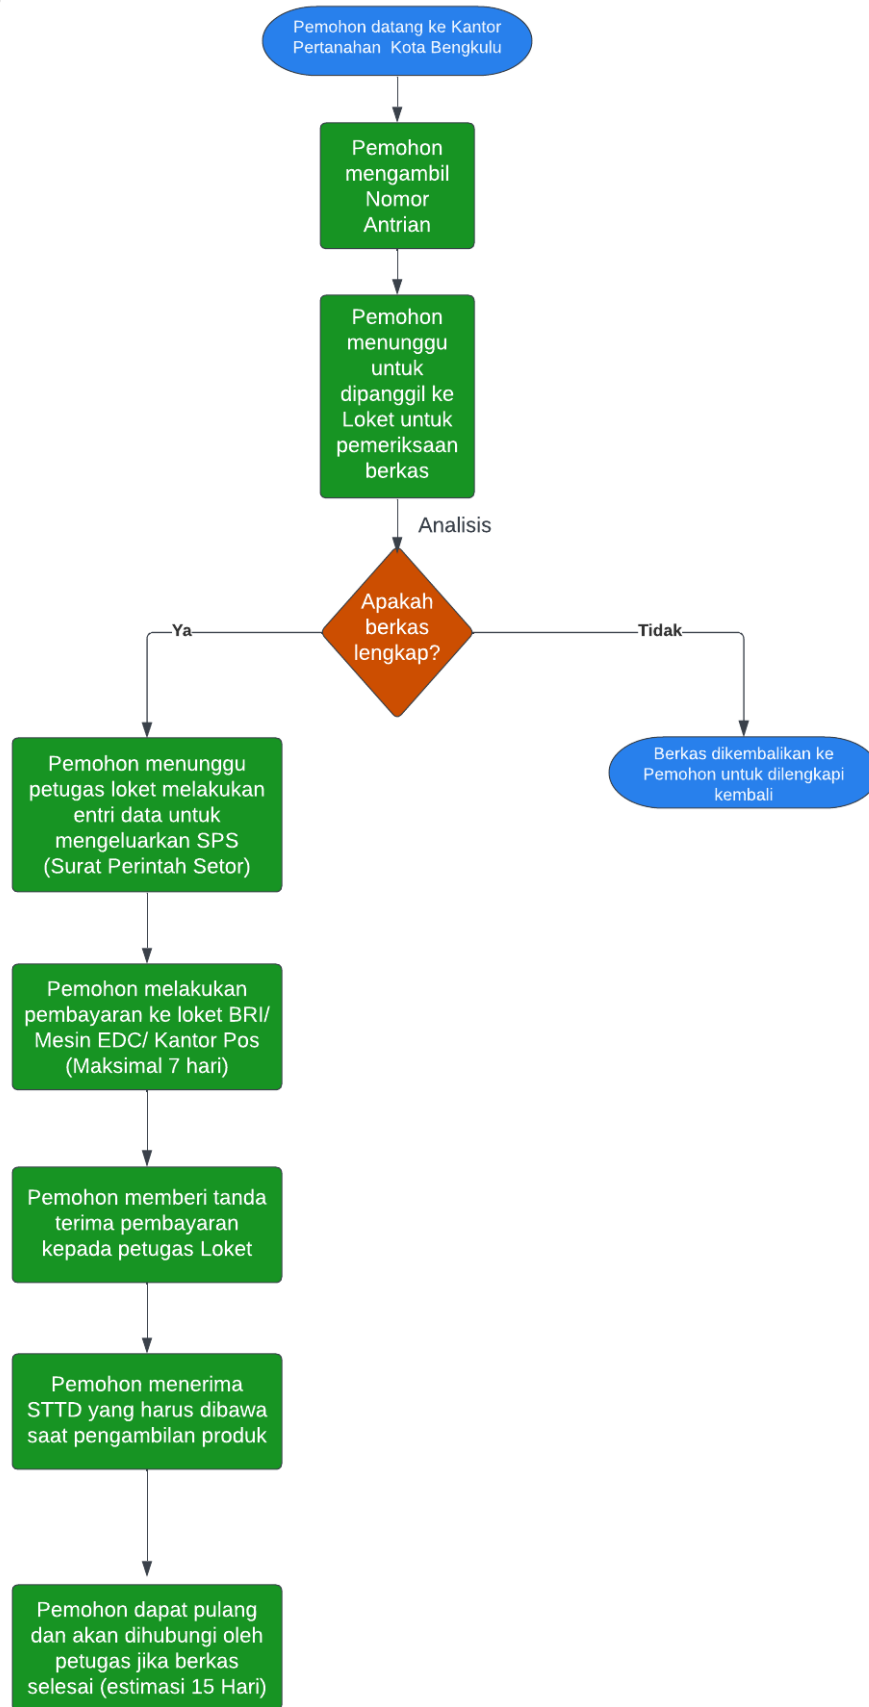 Pemohon datang ke Kantor
Pertanahan Kota Bengkulu
Pemohon
mengambil
Nomor
Antrian
Pemohon
menunggu
untuk
dipanggil ke
Loket untuk
pemeriksaan
berkas
Analisis
Apakah
berkas
lengkap?
Ya
Tidak
Pemohon menunggu
petugas loket melakukan
entri data untuk
mengeluarkan SPS
(Surat Perintah Setor)
Berkas dikembalikan ke
Pemohon untuk dilengkapi
kembali
Pemohon melakukan
pembayaran ke loket BRI/
Mesin EDC/ Kantor Pos
(Maksimal 7 hari)
Pemohon memberi tanda
terima pembayaran
kepada petugas Loket
Pemohon menerima
STTD yang harus dibawa
saat pengambilan produk
Pemohon dapat pulang
dan akan dihubungi oleh
petugas jika berkas
selesai (estimasi 15 Hari)